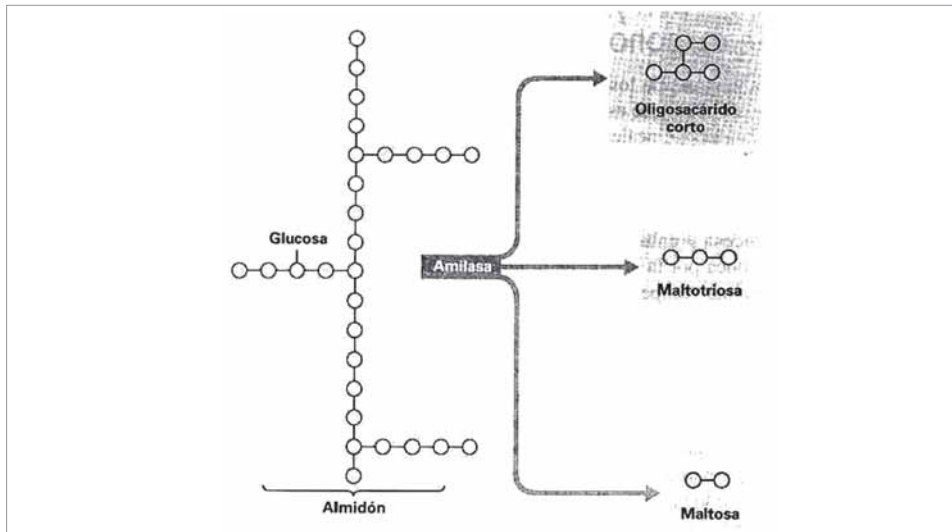 Oligosacárido
corto
Glucosa
Amilasa
Maltotriosa
Maltosa
Almidón